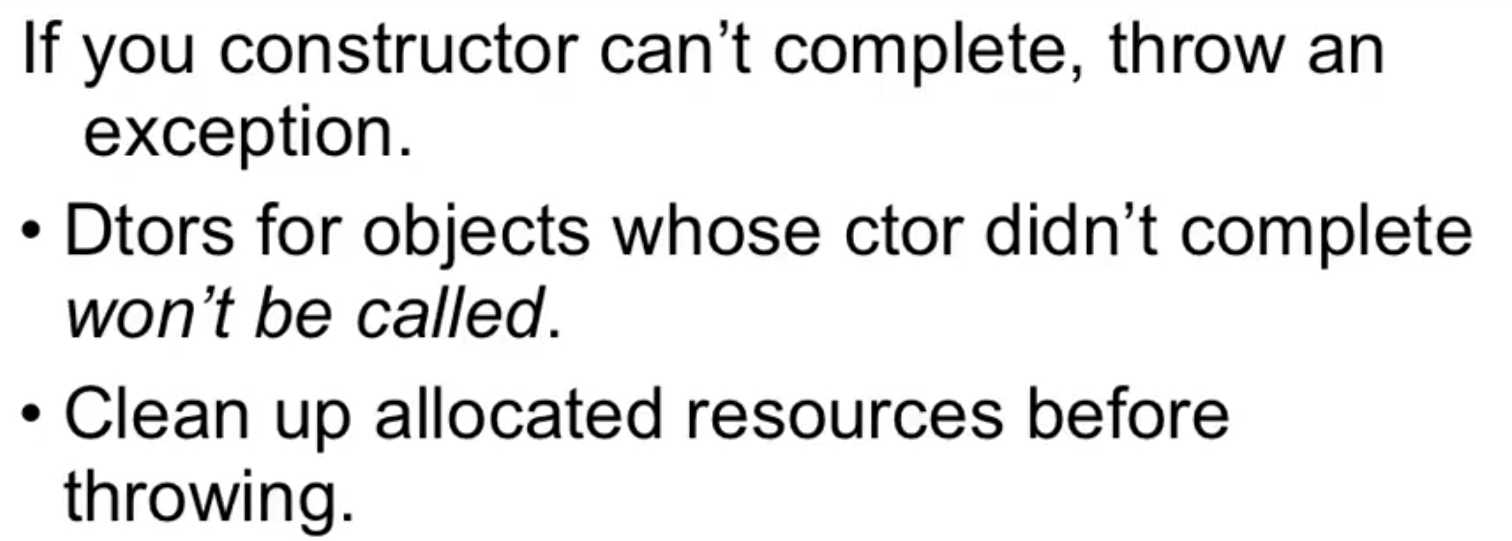 If you constructor can’t complete, throw an
exception.
• Dtors for objects whose ctor didn’t complete
won’t be called.
• Clean up allocated resources before
throwing.